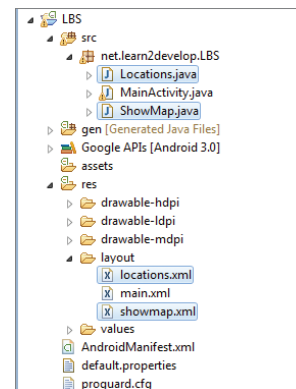 LBS
src
net.learn2develop.LBS
Locations.java
MainActivity.java
ShowMap.java
gen [Generated Java Files]
Google APIs [Android 3.0]
assets
res
drawable-hdpi
drawable-ldpi
drawable-mdpi
layout
locations.xml
main.xml
showmap.xml
values
AndroidManifest.xml
default.properties
proguard.cfg